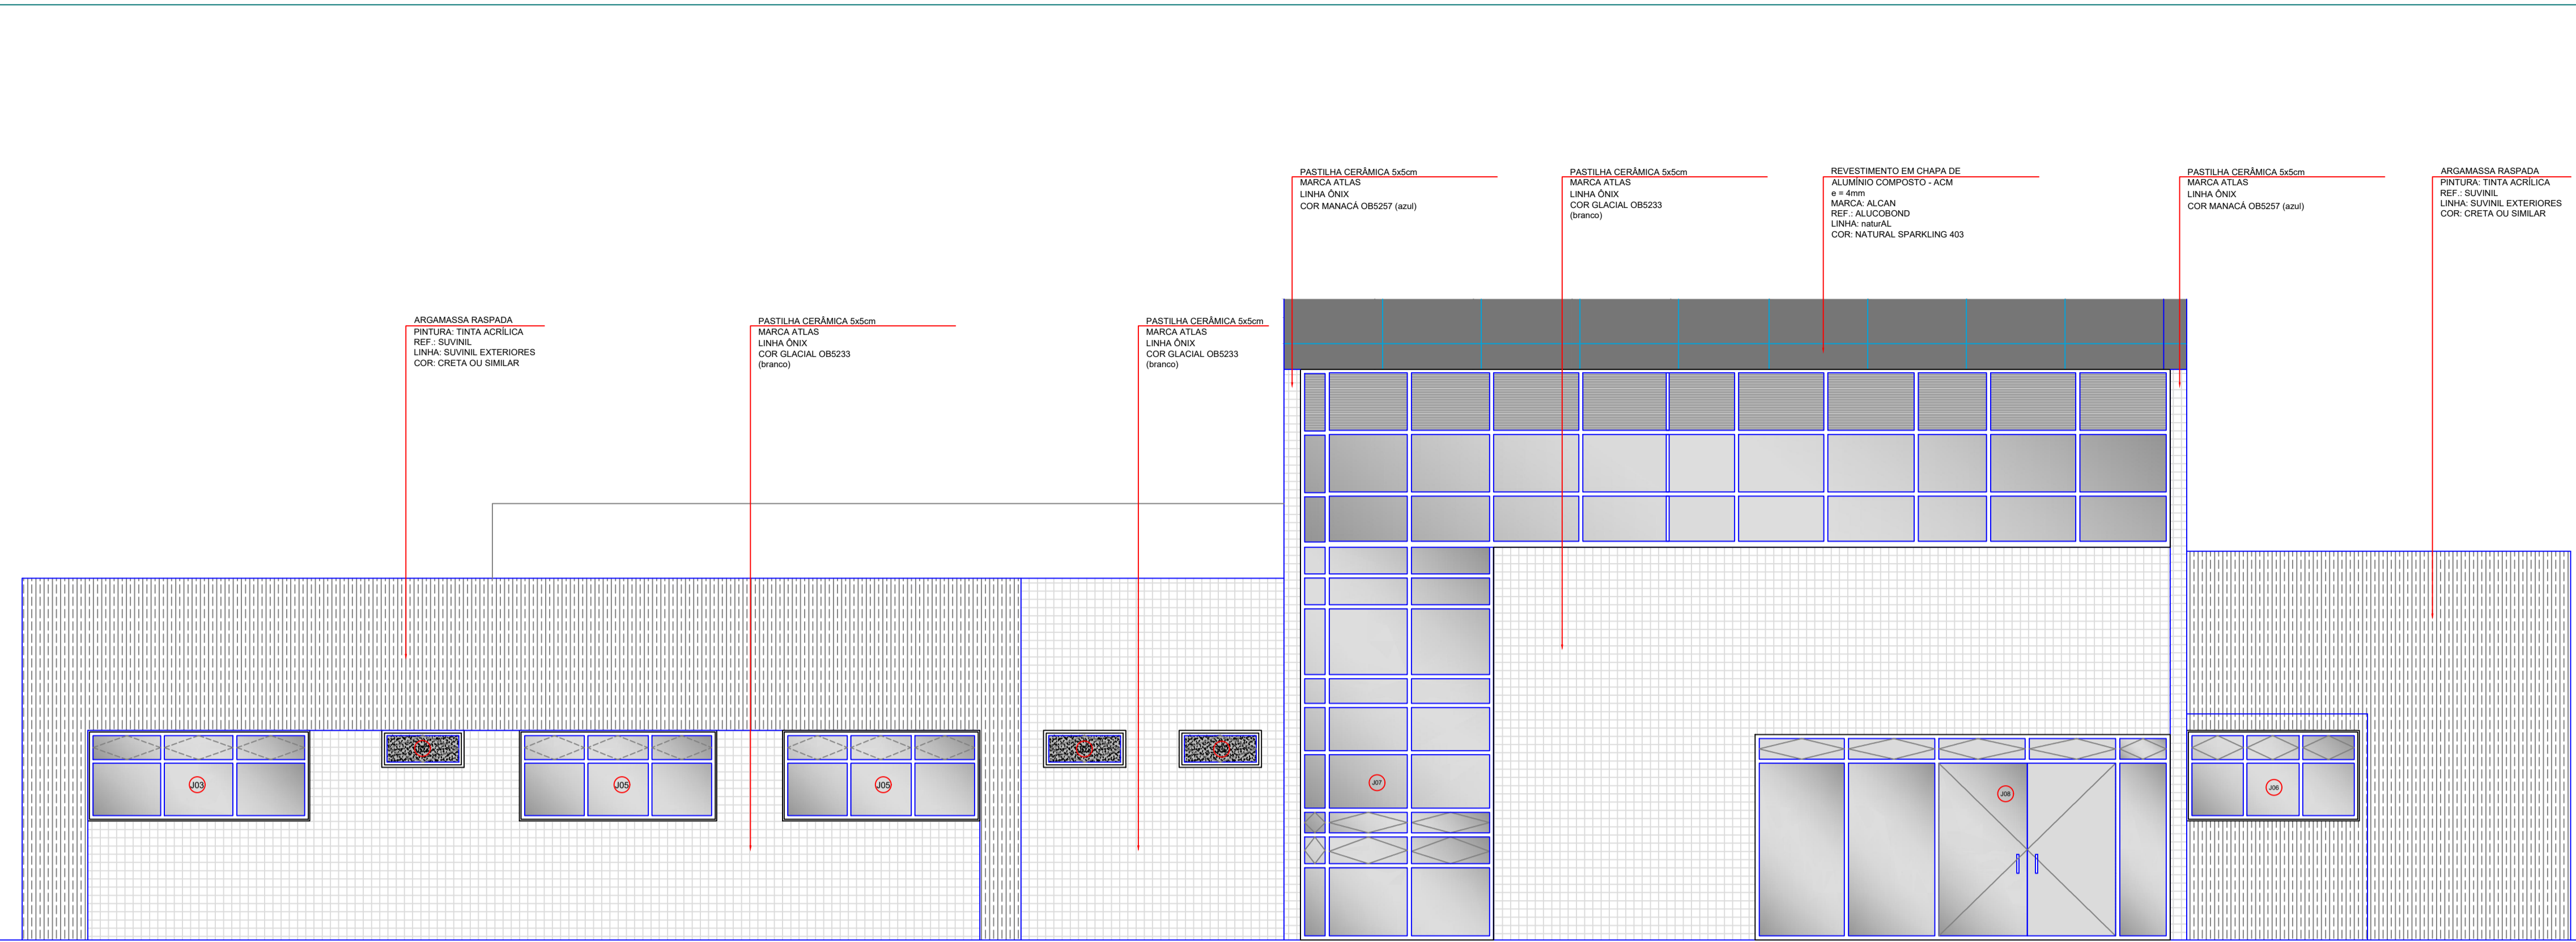 PASTILHA CERÂMICA 5x5cm
MARCA ATLAS
LINHA ÔNIX
COR MANACÁ OB5257 (azul)
PASTILHA CERÂMICA 5x5cm
MARCA ATLAS
LINHA ÔNIX
COR GLACIAL OB5233
(branco)
REVESTIMENTO EM CHAPA DE
ALUMÍNIO COMPOSTO - ACM
e = 4mm
MARCA: ALCAN
REF.: ALUCOBOND
LINHA: naturAL
COR: NATURAL SPARKLING 403
PASTILHA CERÂMICA 5x5cm
MARCA ATLAS
LINHA ÔNIX
COR MANACÁ OB5257 (azul)
ARGAMASSA RASPADA
PINTURA: TINTA ACRÍLICA
REF.: SUVINIL
LINHA: SUVINIL EXTERIORES
COR: CRETA OU SIMILAR
ARGAMASSA RASPADA
PINTURA: TINTA ACRÍLICA
REF.: SUVINIL
LINHA: SUVINIL EXTERIORES
COR: CRETA OU SIMILAR
PASTILHA CERÂMICA 5x5cm
MARCA ATLAS
LINHA ÔNIX
COR GLACIAL OB5233
(branco)
PASTILHA CERÂMICA 5x5cm
MARCA ATLAS
LINHA ÔNIX
COR GLACIAL OB5233
(branco)
J03
J05
J05
J07
J08
J06